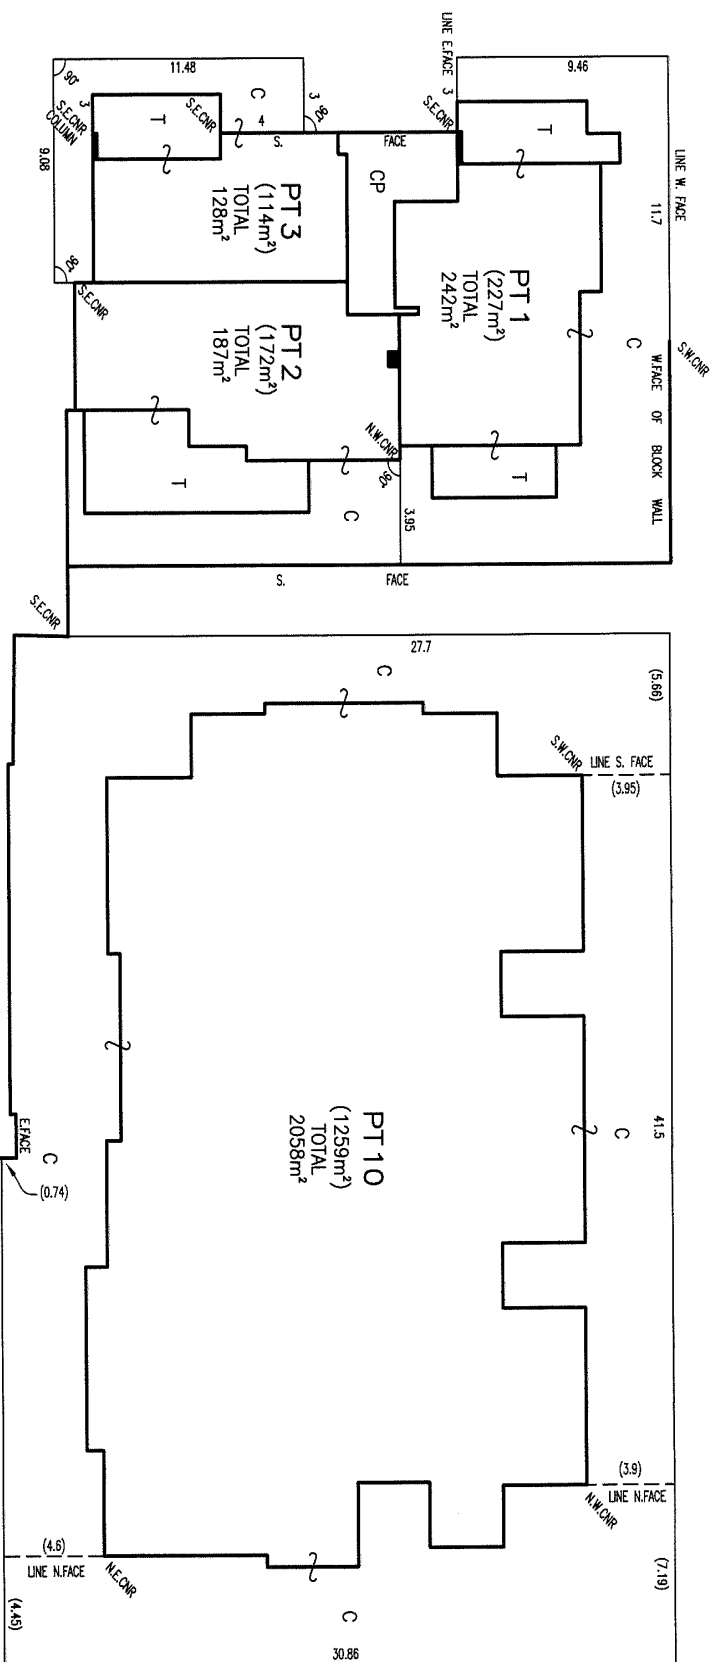 LINE E.FACE 3
9.46
LINE W. FACE
11.7
S.W.CNR
W.FACE OF BLOCK WALL
C
11.48
90°
3
S.E.CNR
COLUMN
S.E.CNR
C
4
3
90°
S.
FACE
S.E.CNR
T
T
CP
9.08
90°
S.E.CNR
PT 3
(114m²)
TOTAL
128m²
PT 1
(227m²)
TOTAL
242m²
PT 2
(172m²)
TOTAL
187m²
N.W.CNR
90°
3.95
T
T
C
S.
FACE
S.E.CNR
27.7
(5.66)
C
S.W.CNR
LINE S. FACE
(3.95)
41.5
C
PT 10
(1259m²)
TOTAL
2058m²
E.FACE
C
(0.74)
(3.9)
LINE N.FACE
N.W.CNR
(7.19)
(4.6)
LINE N.FACE
N.E.CNR
(4.45)
C
30.86